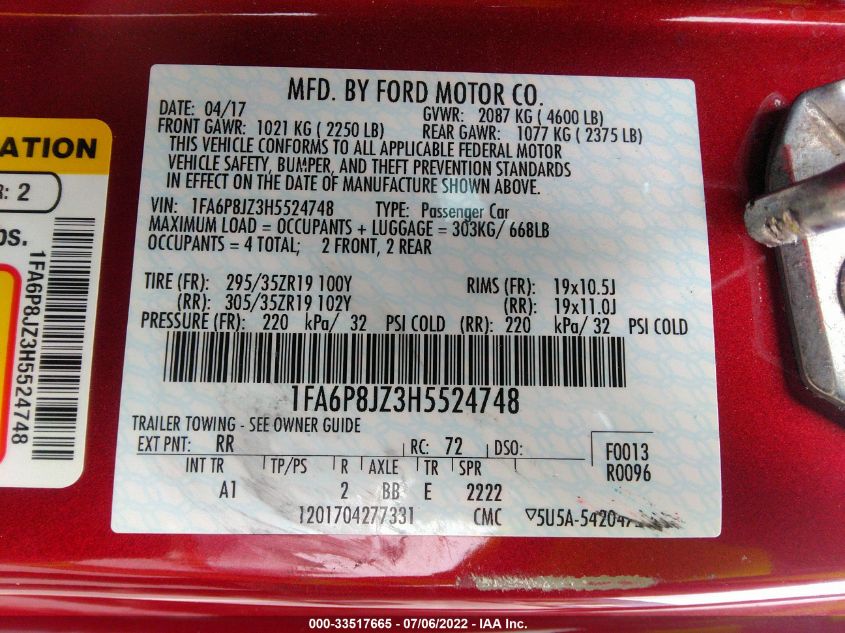 MFD. BY FORD MOTOR CO.
DATE: 04/17
GVWR: 2087 KG ( 4600 LB)
FRONT GAWR: 1021 KG ( 2250 LB)
REAR GAWR: 1077 KG ( 2375 LB)
THIS VEHICLE CONFORMS TO ALL APPLICABLE FEDERAL MOTOR
VEHICLE SAFETY, BUMPER, AND THEFT PREVENTION STANDARDS
IN EFFECT ON THE DATE OF MANUFACTURE SHOWN ABOVE.
VIN: 1FA6P8JZ3H5524748 TYPE: Passenger Car
MAXIMUM LOAD = OCCUPANTS + LUGGAGE = 303KG/ 668LB
OCCUPANTS = 4 TOTAL; 2 FRONT, 2 REAR
TIRE (FR): 295/35ZR19 100Y RIMS (FR): 19x10.5J
(RR): 305/35ZR19 102Y (RR): 19x11.0J
PRESSURE (FR): 220 kPa/ 32 PSI COLD (RR): 220 kPa/ 32 PSI COLD
1FA6P8JZ3H5524748
TRAILER TOWING - SEE OWNER GUIDE
EXT PNT: RR RC: 72 DSO:
F0013
R0096
INT TR TP/PS R AXLE TR SPR
A1 2 BB E 2222
1201704277331 CMC ▽5U5A-54204
ATION
R: 2
os.
1FA6P8JZ3H5524748
000-33517665 / 07/06/2022 - IAA Inc.